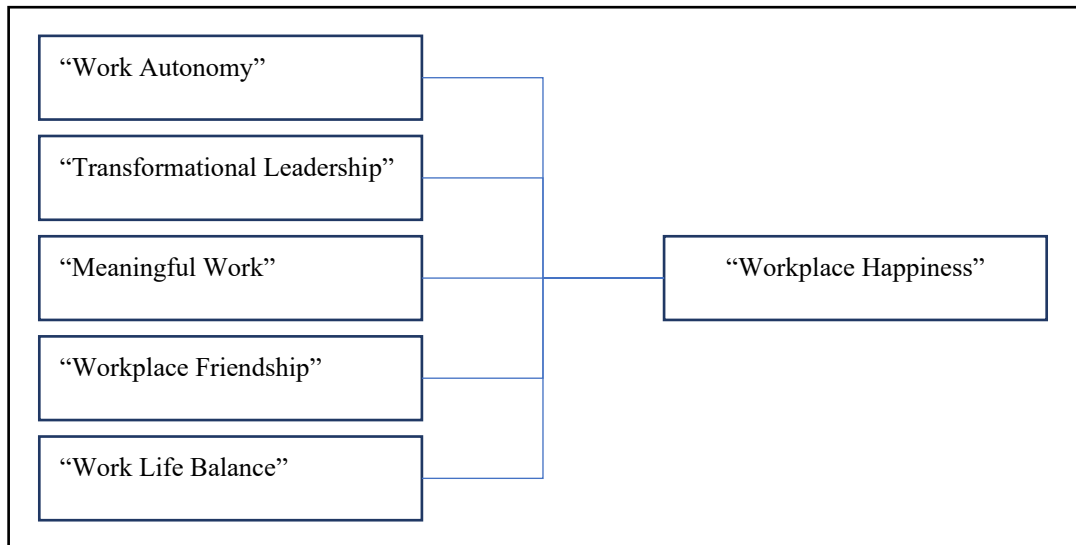 “Work Autonomy”
“Transformational Leadership”
“Meaningful Work”
“Workplace Happiness”
“Workplace Friendship”
“Work Life Balance”